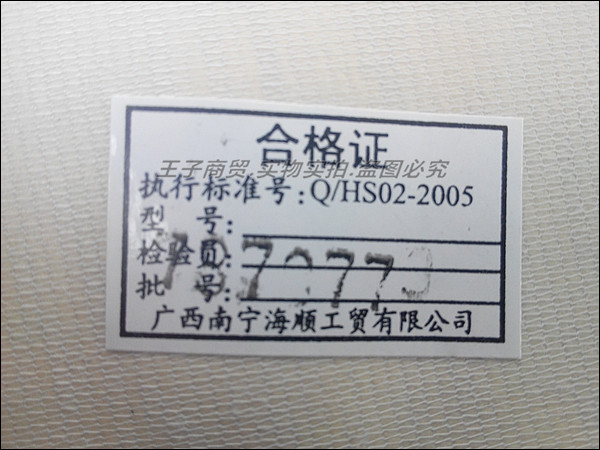 合格证
王子商贸 实物实拍.盗图必究
执行标准号:Q/HS02-2005
型 号:
检验员:
批 号:
广西南宁海顺工贸有限公司